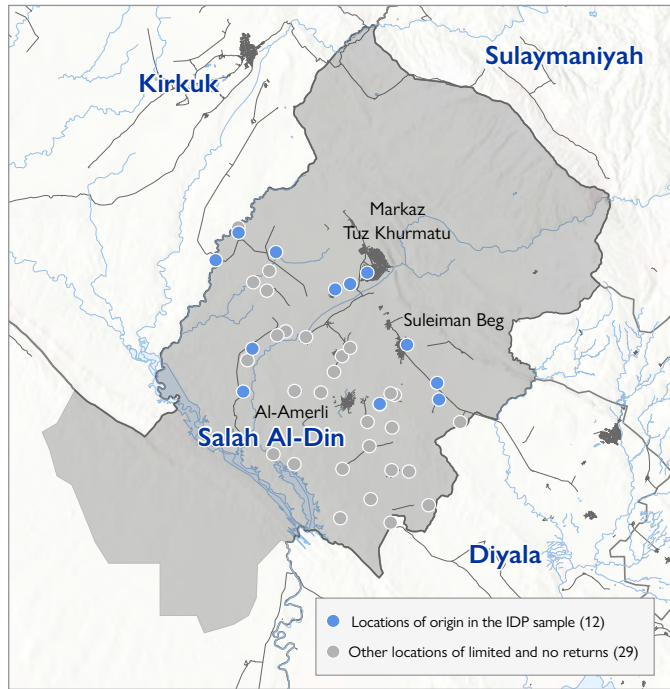 Sulaymaniyah
Kirkuk
Markaz
Tuz Khurmatu
Suleiman Beg
Al-Amerli
Salah Al-Din
Diyala
Locations of origin in the IDP sample (12)
Other locations of limited and no returns (29)